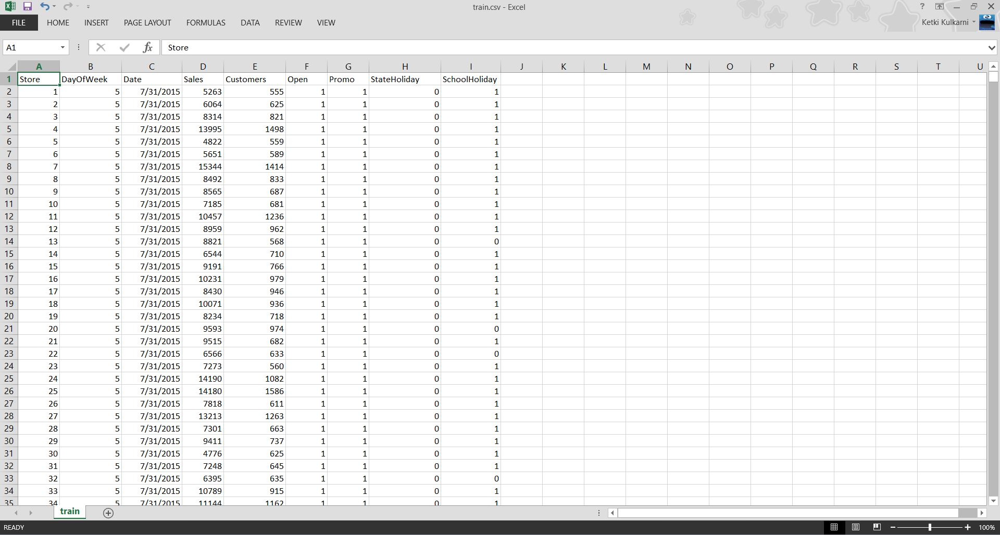 train.csv - Excel
?
FILE HOME INSERT PAGE LAYOUT FORMULAS DATA REVIEW VIEW Ketki Kulkarni
A1 fx Store
A B C D E F G H I J K L M N O P Q R S T U
1 Store DayOfWeek Date Sales Customers Open Promo StateHoliday SchoolHoliday
2 1 5 7/31/2015 5263 555 1 1 0 1
3 2 5 7/31/2015 6064 625 1 1 0 1
4 3 5 7/31/2015 8314 821 1 1 0 1
5 4 5 7/31/2015 13995 1498 1 1 0 1
6 5 5 7/31/2015 4822 559 1 1 0 1
7 6 5 7/31/2015 5651 589 1 1 0 1
8 7 5 7/31/2015 15344 1414 1 1 0 1
9 8 5 7/31/2015 8492 833 1 1 0 1
10 9 5 7/31/2015 8565 687 1 1 0 1
11 10 5 7/31/2015 7185 681 1 1 0 1
12 11 5 7/31/2015 10457 1236 1 1 0 1
13 12 5 7/31/2015 8959 962 1 1 0 1
14 13 5 7/31/2015 8821 568 1 1 0 0
15 14 5 7/31/2015 6544 710 1 1 0 1
16 15 5 7/31/2015 9191 766 1 1 0 1
17 16 5 7/31/2015 10231 979 1 1 0 1
18 17 5 7/31/2015 8430 946 1 1 0 1
19 18 5 7/31/2015 10071 936 1 1 0 1
20 19 5 7/31/2015 8234 718 1 1 0 1
21 20 5 7/31/2015 9593 974 1 1 0 0
22 21 5 7/31/2015 9515 682 1 1 0 1
23 22 5 7/31/2015 6566 633 1 1 0 0
24 23 5 7/31/2015 7273 560 1 1 0 1
25 24 5 7/31/2015 14190 1082 1 1 0 1
26 25 5 7/31/2015 14180 1586 1 1 0 1
27 26 5 7/31/2015 7818 611 1 1 0 1
28 27 5 7/31/2015 13213 1263 1 1 0 1
29 28 5 7/31/2015 7301 663 1 1 0 1
30 29 5 7/31/2015 9411 737 1 1 0 1
31 30 5 7/31/2015 4776 625 1 1 0 1
32 31 5 7/31/2015 7248 645 1 1 0 1
33 32 5 7/31/2015 6395 635 1 1 0 0
34 33 5 7/31/2015 10789 915 1 1 0 1
35 34 5 7/31/2015 11144 1162 1 1 0 1
train
READY 100%